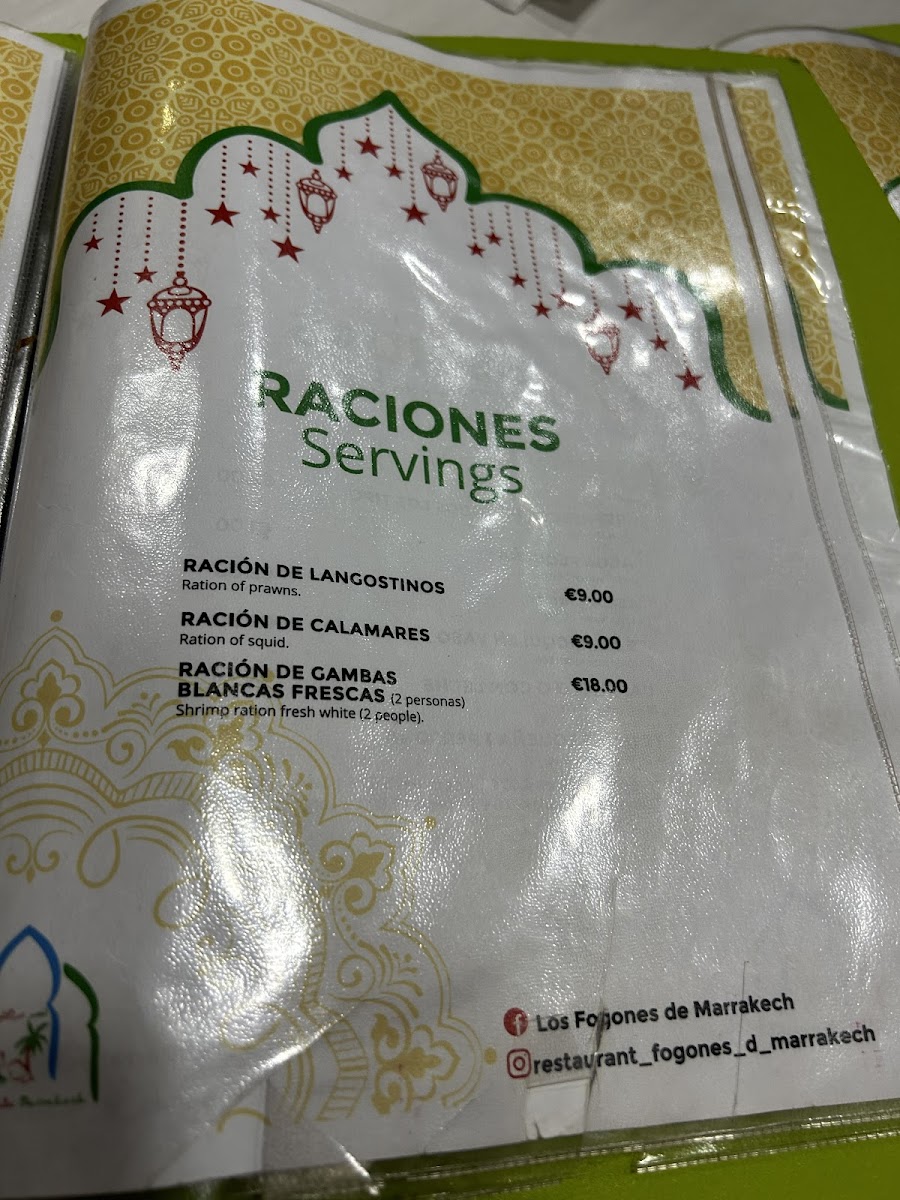 RACIONES
Servings
RACIÓN DE LANGOSTINOS €9.00
Ration of prawns.
RACIÓN DE CALAMARES €9.00
Ration of squid.
RACIÓN DE GAMBAS €18.00
BLANCAS FRESCAS (2 personas)
Shrimp ration fresh white (2 people).
Los Fogones de Marrakech
restaurant_fogones_d_marrakech